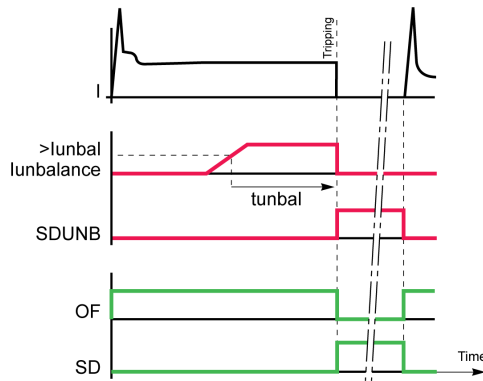 Tripping
I
>Iunbal
Iunbalance
tunbal
SDUNB
OF
SD
Time